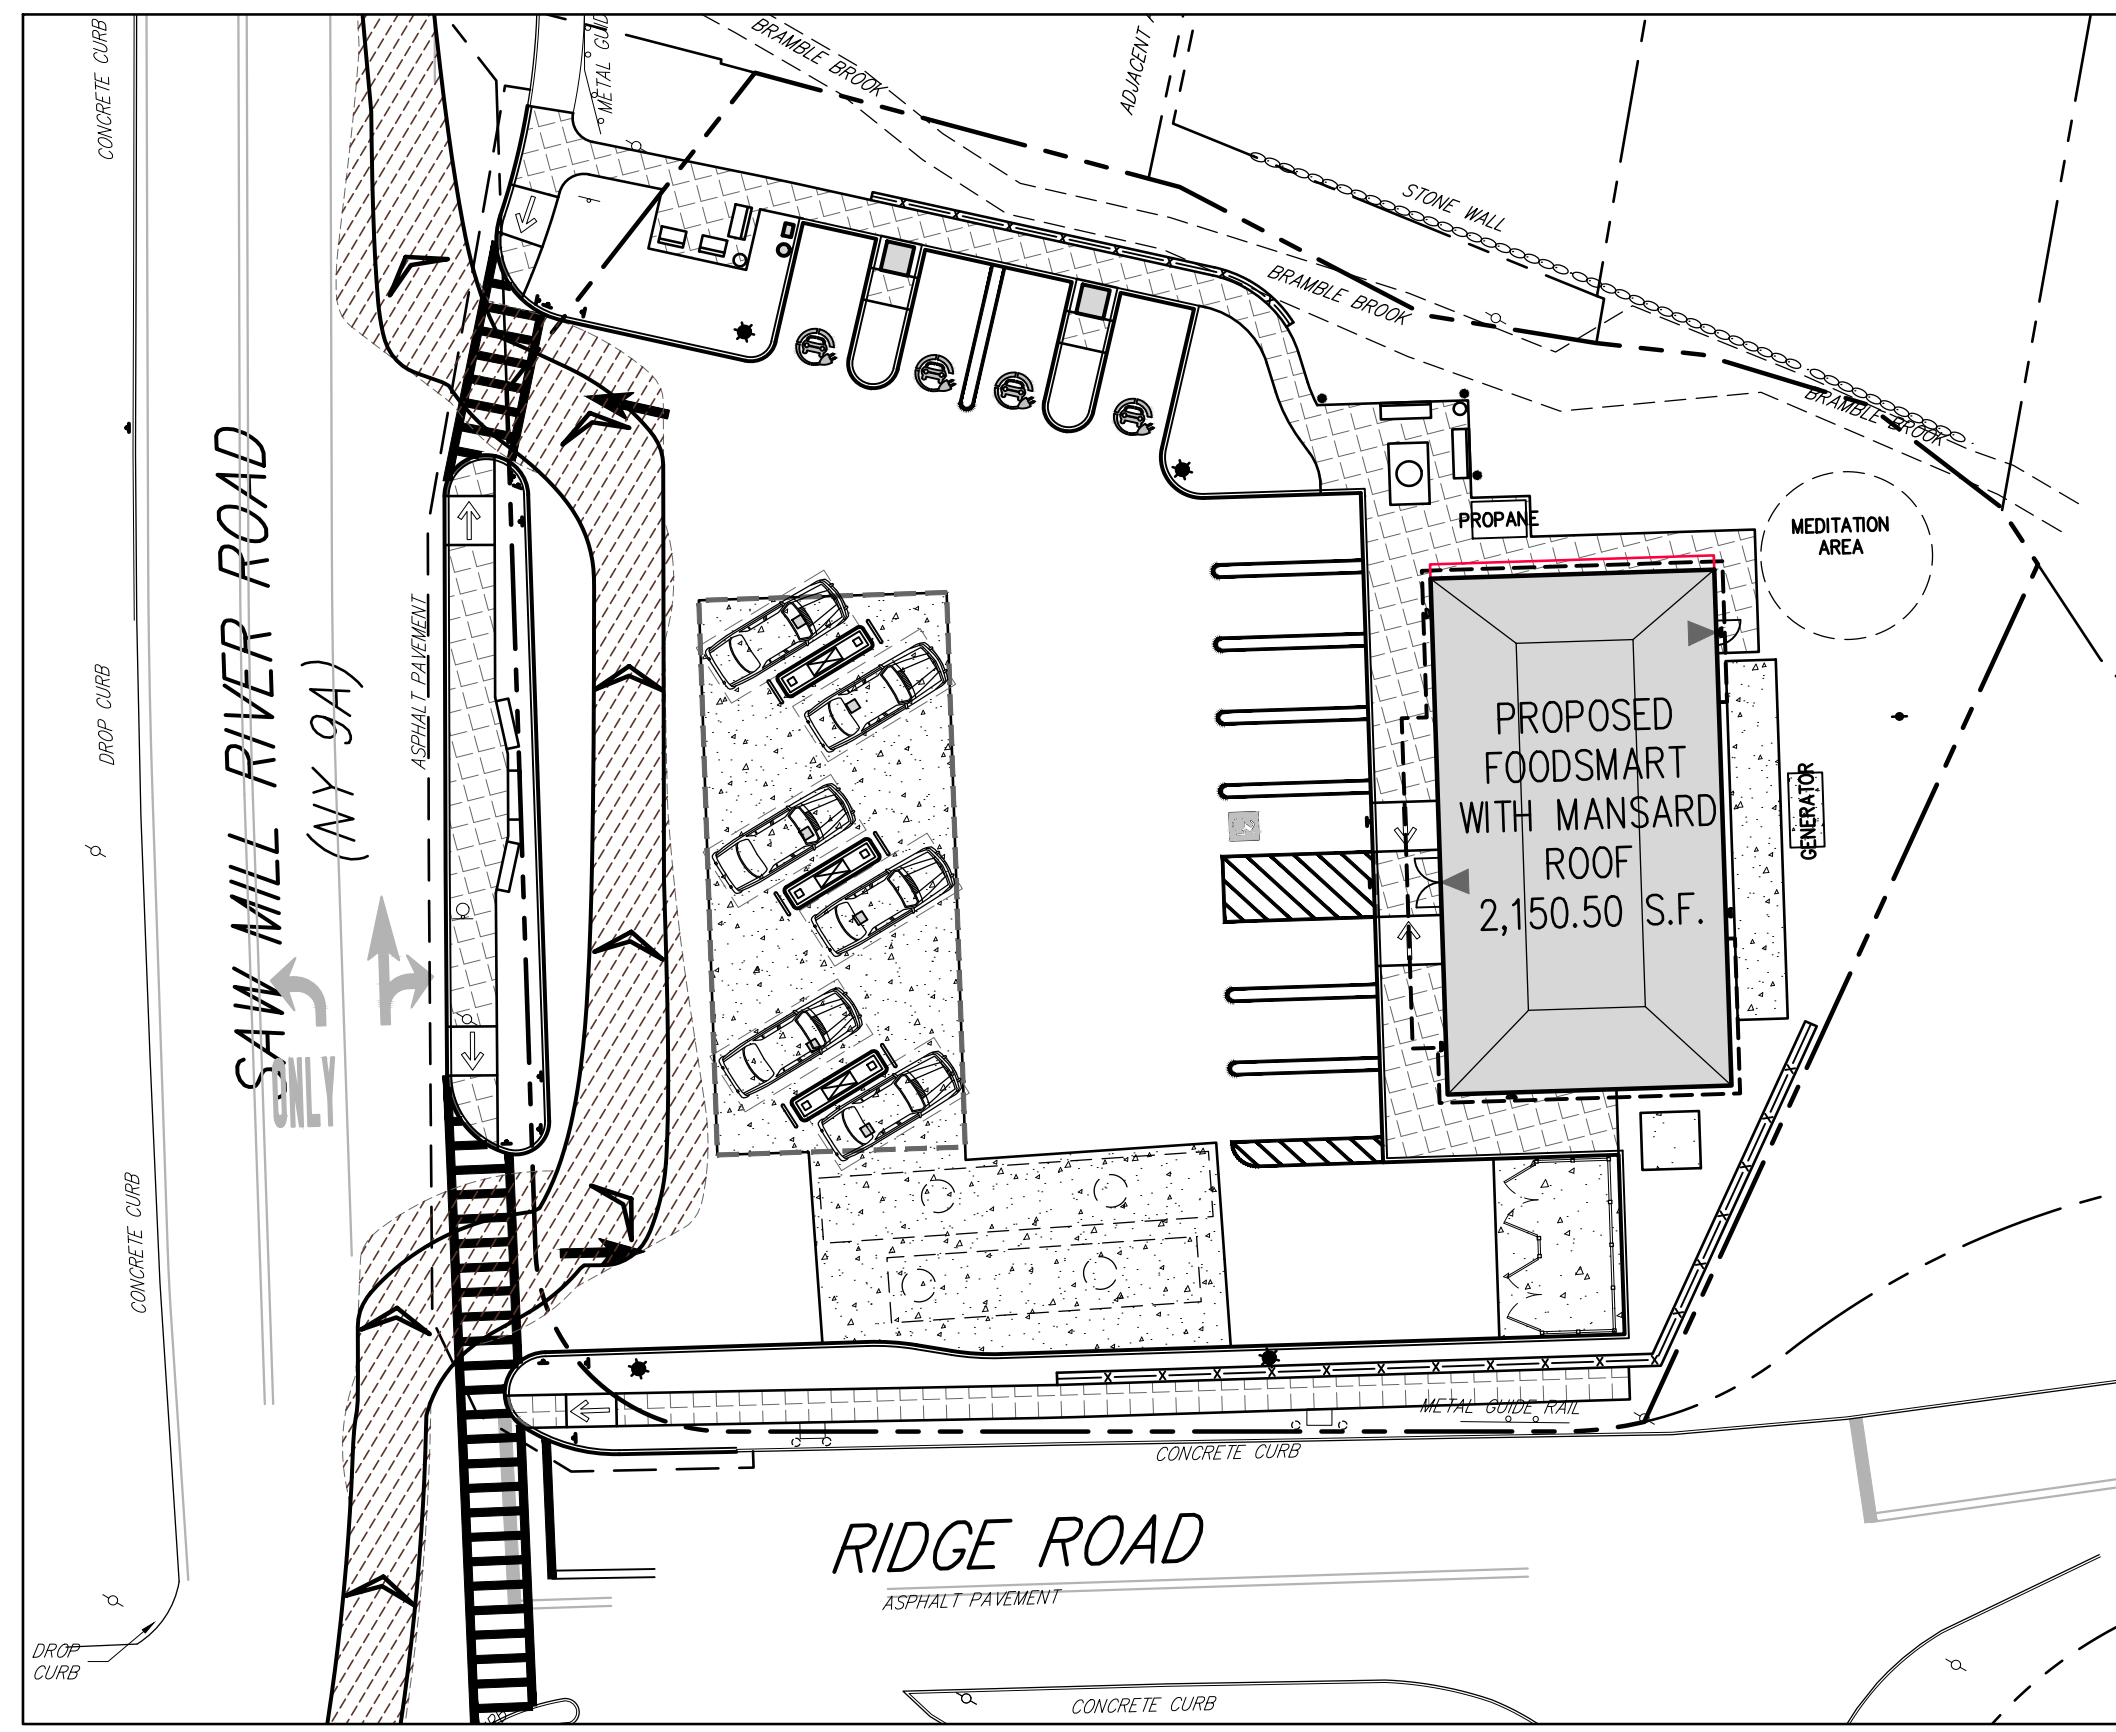 CONCRETE CURB
METAL GUID
BRAMBLE BROOK
ADJACENT
STONE WALL
BRAMBLE BROOK
BRAMBLE BROOK
SAW MILL RIVER ROAD
(NY 9A)
ASPHALT PAVEMENT
DROP CURB
PROPANE
MEDITATION
AREA
PROPOSED
FOODSMART
WITH MANSARD
ROOF
2,150.50 S.F.
GENERATOR
ONLY
CONCRETE CURB
METAL GUIDE RAIL
CONCRETE CURB
RIDGE ROAD
ASPHALT PAVEMENT
DROP
CURB
CONCRETE CURB